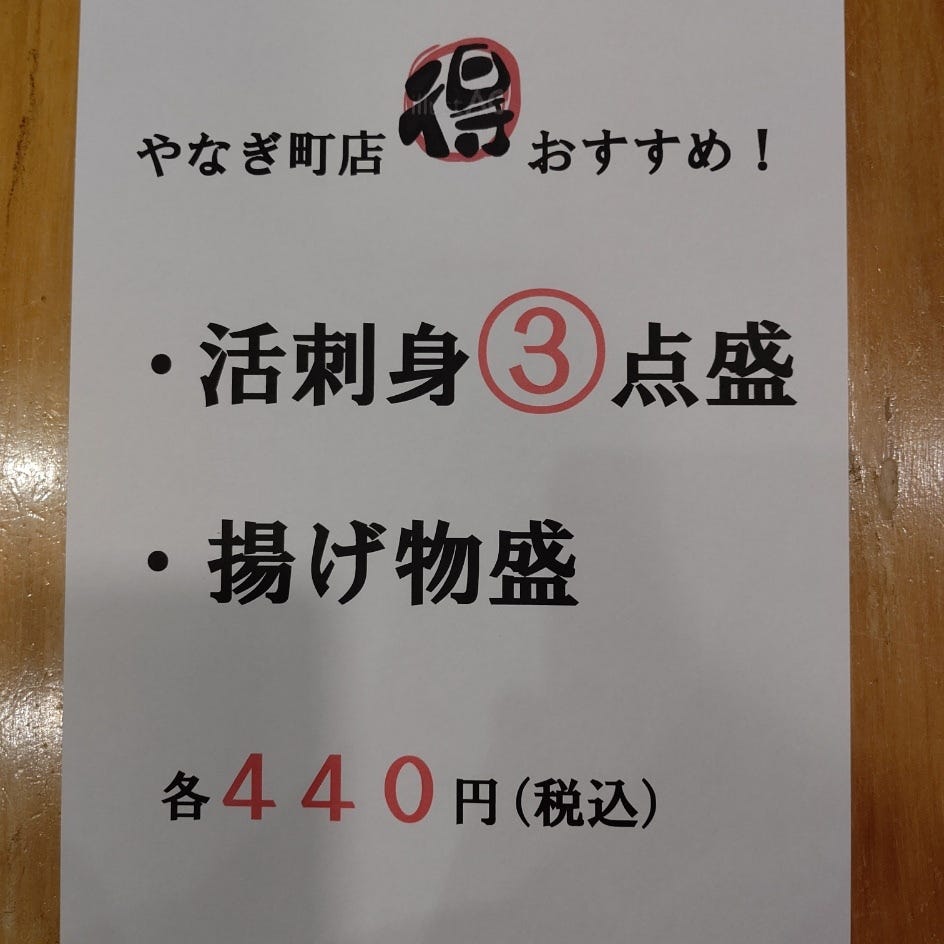 やなぎ町店 得 おすすめ！
・活刺身③点盛
・揚げ物盛
各４４０円(税込)